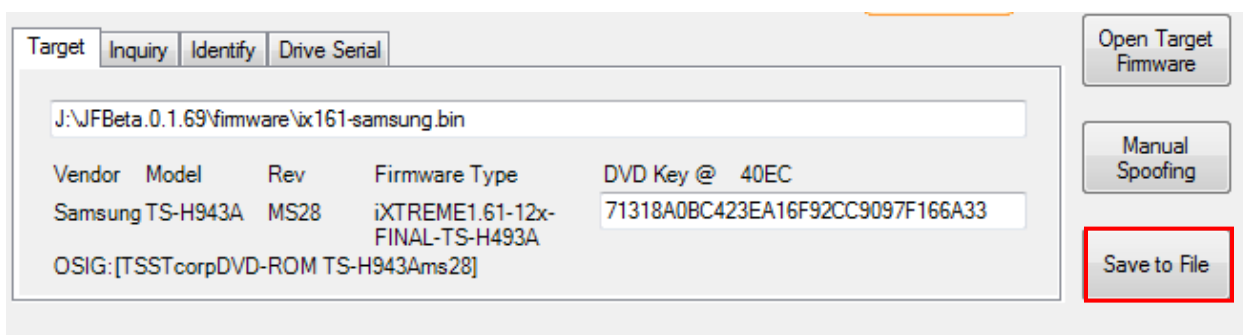 Target Inquiry Identify Drive Serial
Open Target
Firmware
J:\JFBeta.0.1.69\firmware\ix161-samsung.bin
Manual
Spoofing
Vendor Model Rev Firmware Type DVD Key @ 40EC
Samsung TS-H943A MS28 iXTREME1.61-12x-
FINAL-TS-H493A
71318A0BC423EA16F92CC9097F166A33
OSIG:[TSSTcorpDVD-ROM TS-H943Ams28]
Save to File